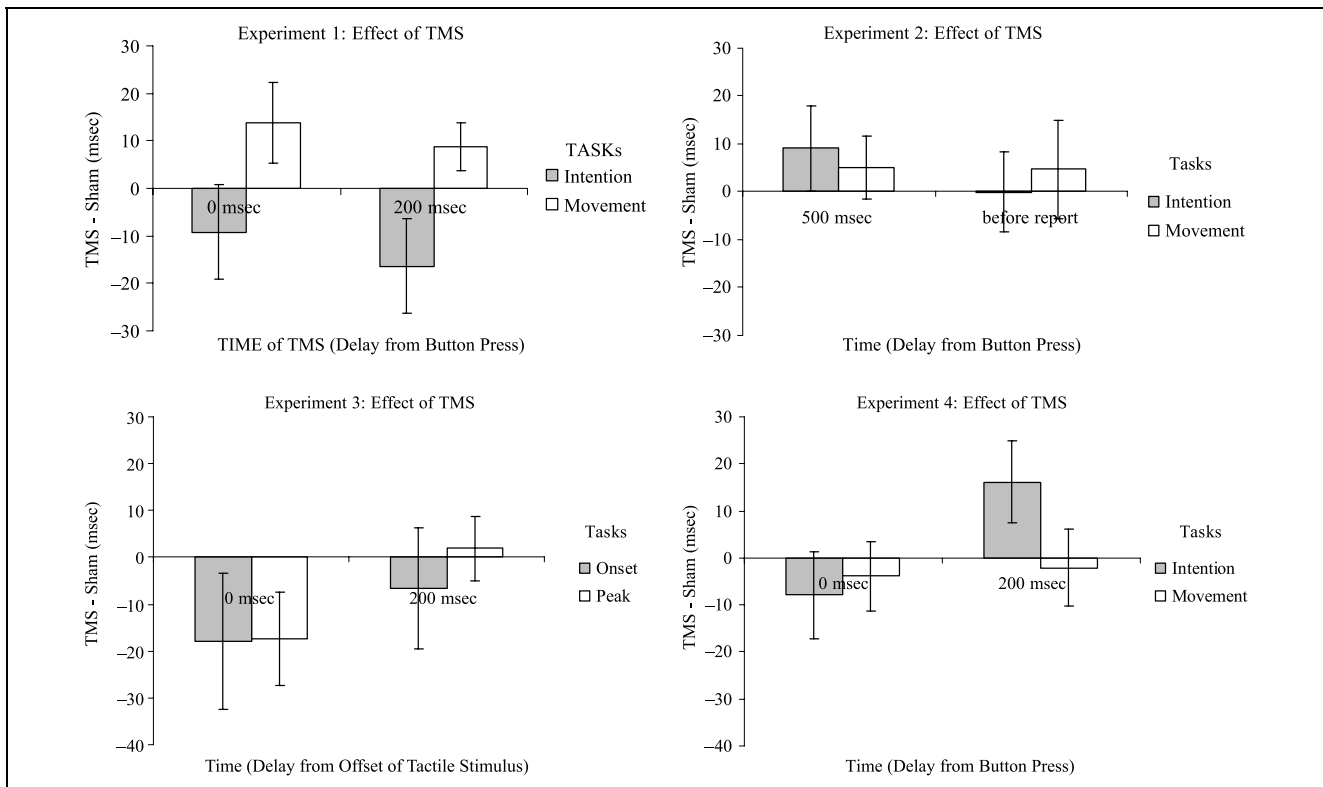 Experiment 1: Effect of TMS
30
20
10
0
–10
–20
–30
TMS - Sham (msec)
0 msec
200 msec
TASKs
Intention
Movement
TIME of TMS (Delay from Button Press)
Experiment 2: Effect of TMS
30
20
10
0
–10
–20
–30
TMS - Sham (msec)
500 msec
before report
Tasks
Intention
Movement
Time (Delay from Button Press)
Experiment 3: Effect of TMS
30
20
10
0
–10
–20
–30
–40
TMS - Sham (msec)
0 msec
200 msec
Tasks
Onset
Peak
Time (Delay from Offset of Tactile Stimulus)
Experiment 4: Effect of TMS
30
20
10
0
–10
–20
–30
–40
TMS - Sham (msec)
0 msec
200 msec
Tasks
Intention
Movement
Time (Delay from Button Press)